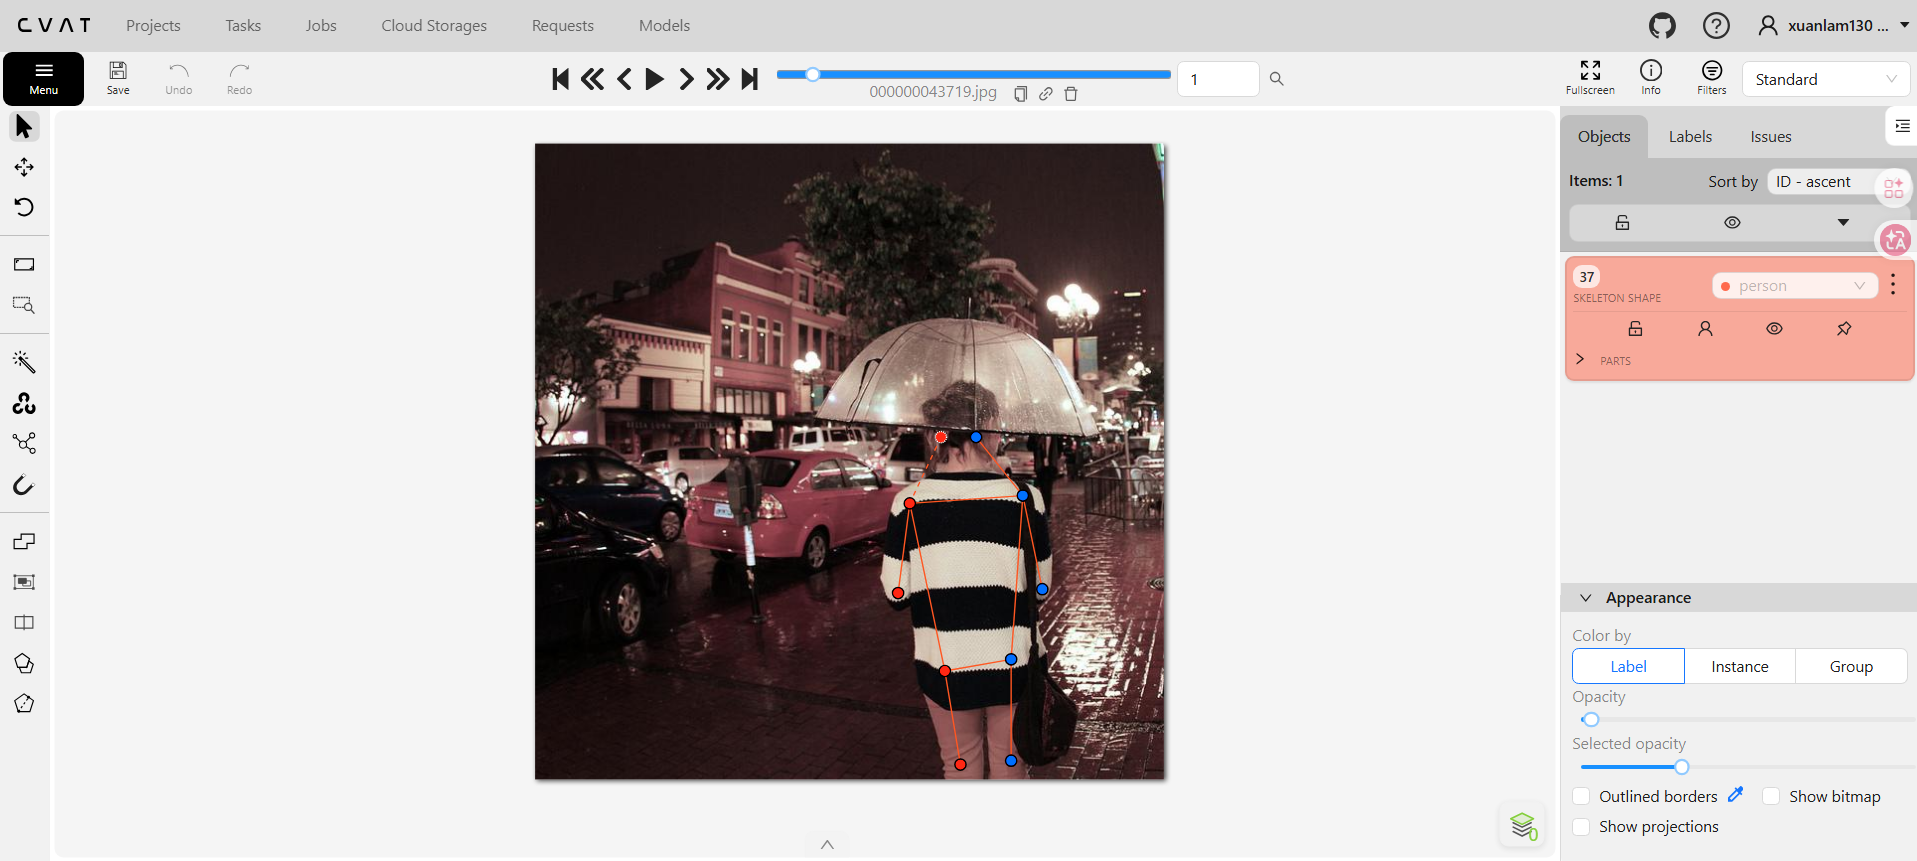 CVAT
Projects
Tasks
Jobs
Cloud Storages
Requests
Models
xuanlam130 ...
Menu
Save
Undo
Redo
000000043719.jpg
1
Fullscreen
Info
Filters
Standard
Objects
Labels
Issues
Items: 1
Sort by
ID - ascent
37
SKELETON SHAPE
person
PARTS
Appearance
Color by
Label
Instance
Group
Opacity
Selected opacity
Outlined borders
Show bitmap
Show projections
0